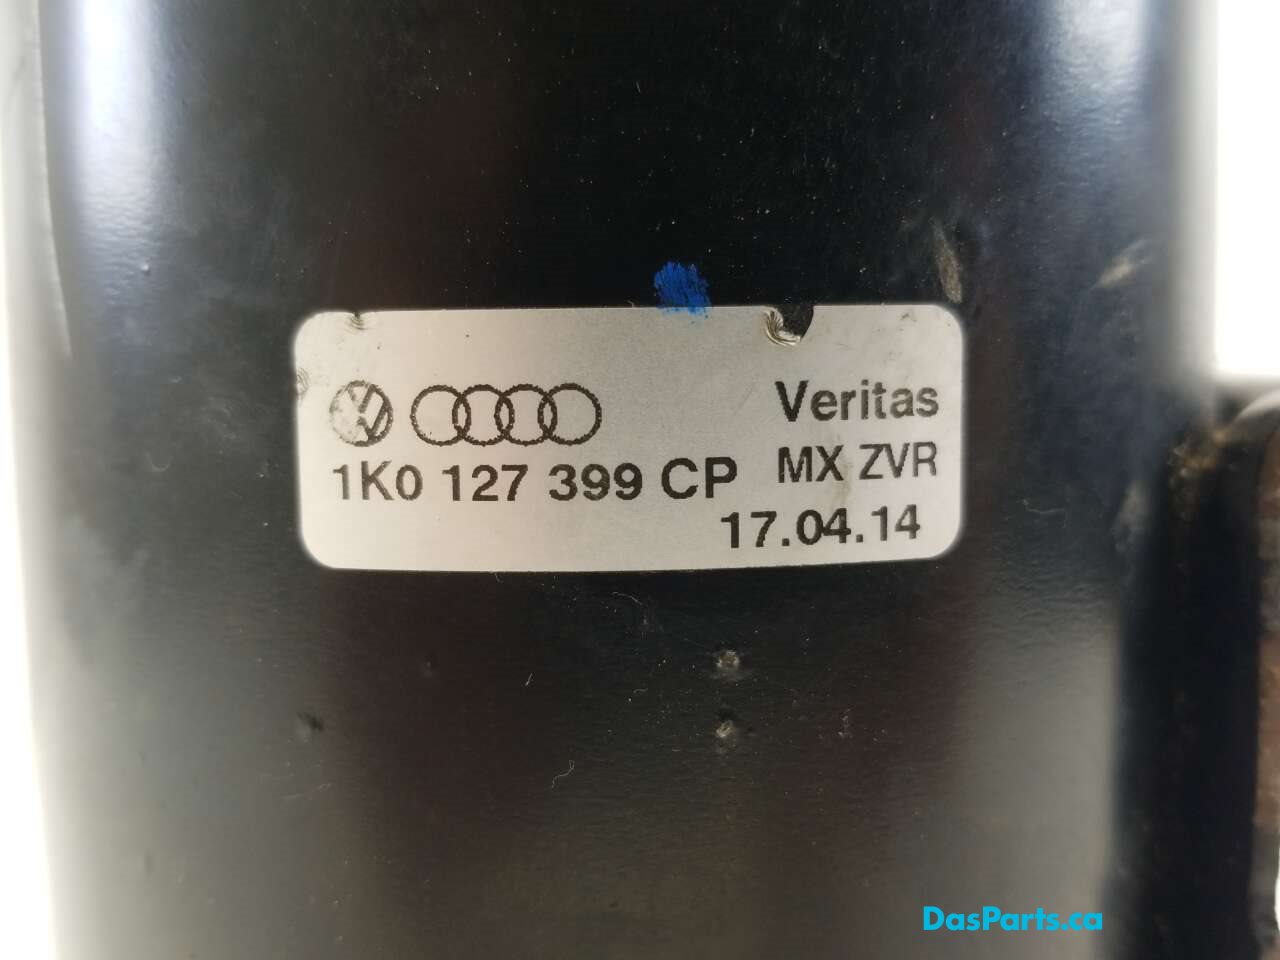 Veritas
1K0 127 399 CP MX ZVR
17.04.14
DasParts.ca